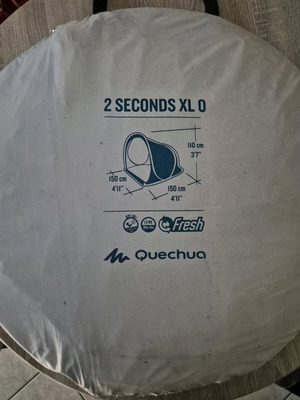 2 SECONDS XL 0
110 cm
3'7"
150 cm
4'11"
150 cm
4'11"
Fresh
Quechua